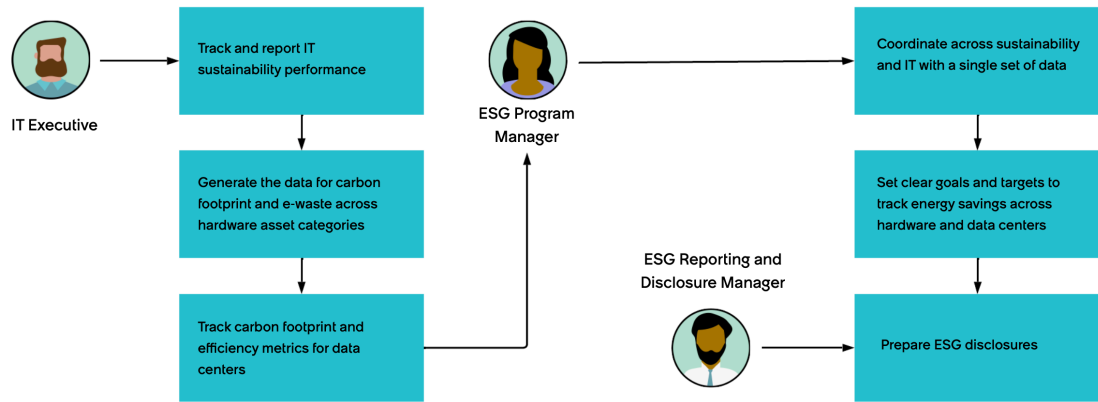 Track and report IT
sustainability performance
IT Executive
Generate the data for carbon
footprint and e-waste across
hardware asset categories
Track carbon footprint and
efficiency metrics for data
centers
ESG Program
Manager
Coordinate across sustainability
and IT with a single set of data
Set clear goals and targets to
track energy savings across
hardware and data centers
ESG Reporting and
Disclosure Manager
Prepare ESG disclosures